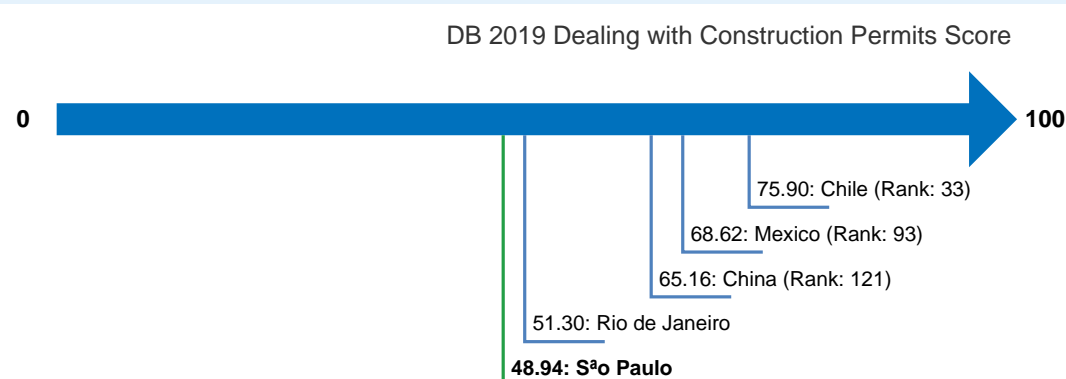 DB 2019 Dealing with Construction Permits Score
0
100
75.90: Chile (Rank: 33)
68.62: Mexico (Rank: 93)
65.16: China (Rank: 121)
51.30: Rio de Janeiro
48.94: Sªo Paulo